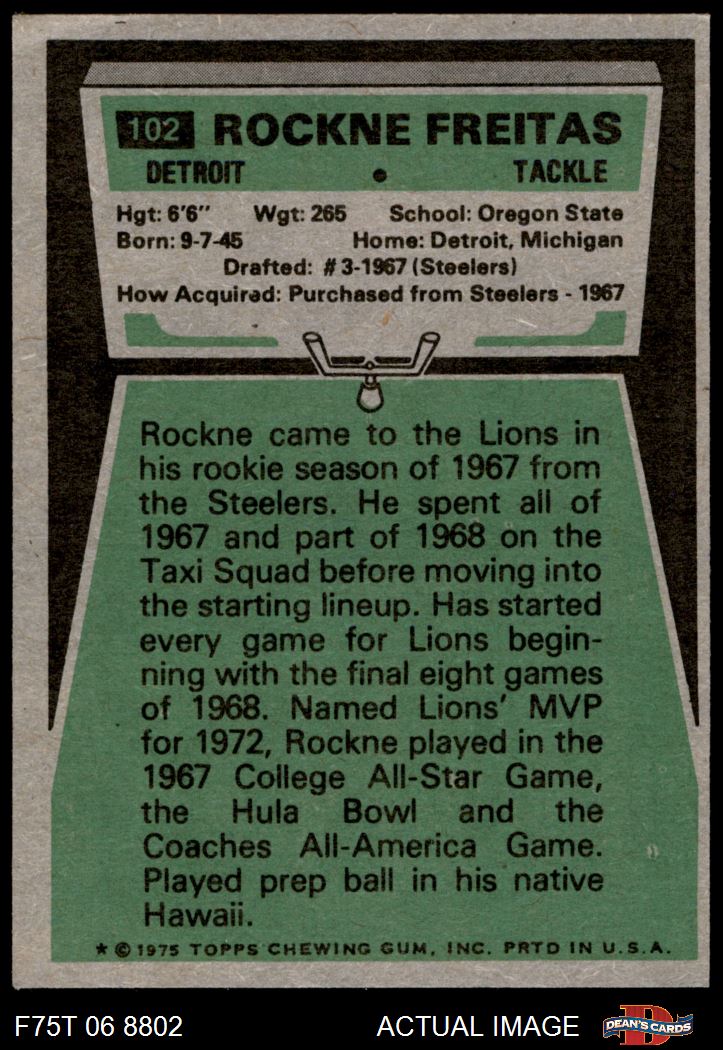 102 ROCKNE FREITAS
DETROIT • TACKLE
Hgt: 6'6" Wgt: 265 School: Oregon State
Born: 9-7-45 Home: Detroit, Michigan
Drafted: #3-1967 (Steelers)
How Acquired: Purchased from Steelers - 1967
Rockne came to the Lions in
his rookie season of 1967 from
the Steelers. He spent all of
1967 and part of 1968 on the
Taxi Squad before moving into
the starting lineup. Has started
every game for Lions begin-
ning with the final eight games
of 1968. Named Lions' MVP
for 1972, Rockne played in the
1967 College All-Star Game,
the Hula Bowl and the
Coaches All-America Game.
Played prep ball in his native
Hawaii.
* © 1975 TOPPS CHEWING GUM, INC. PRTD IN U.S.A.
F75T 06 8802 ACTUAL IMAGE D DEAN'S CARDS